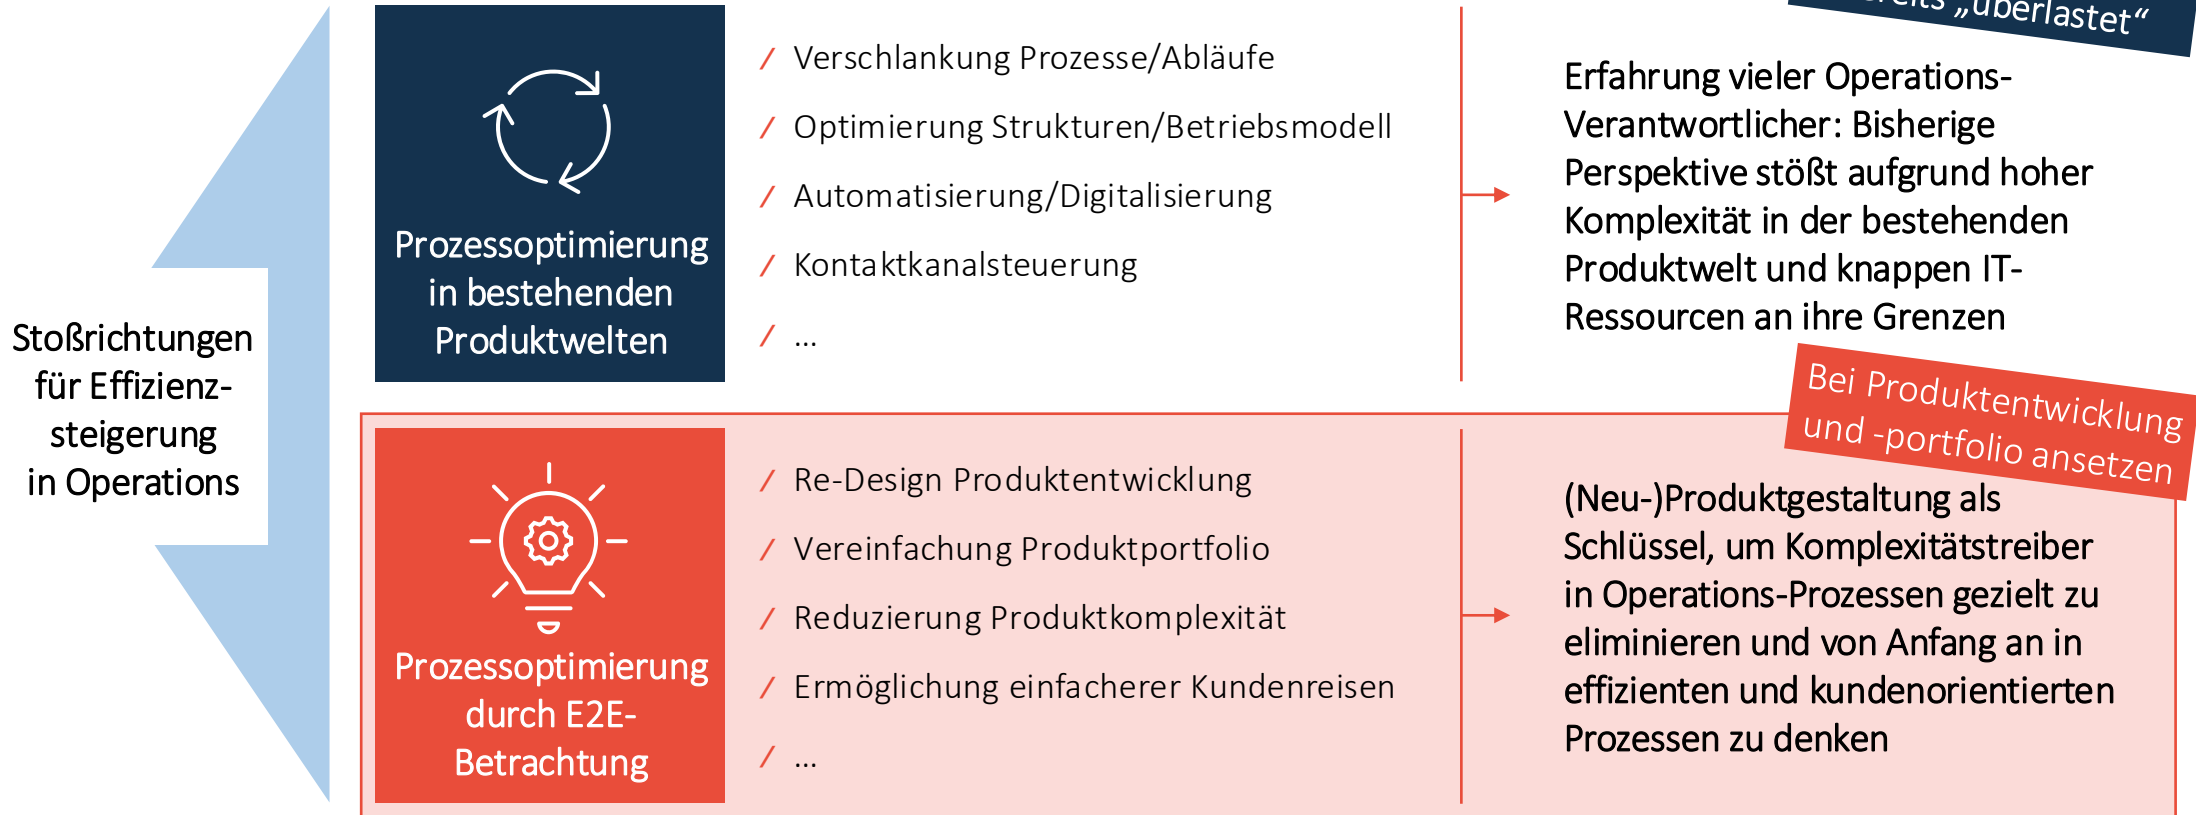 „überlastet“
Stoßrichtungen
für Effizienz-
steigerung
in Operations
Prozessoptimierung
in bestehenden
Produktwelten
/ Verschlankung Prozesse/Abläufe
/ Optimierung Strukturen/Betriebsmodell
/ Automatisierung/Digitalisierung
/ Kontaktkanalsteuerung
/ ...
Erfahrung vieler Operations-
Verantwortlicher: Bisherige
Perspektive stößt aufgrund hoher
Komplexität in der bestehenden
Produktwelt und knappen IT-
Ressourcen an ihre Grenzen
Bei Produktentwicklung
und -portfolio ansetzen
Prozessoptimierung
durch E2E-
Betrachtung
/ Re-Design Produktentwicklung
/ Vereinfachung Produktportfolio
/ Reduzierung Produktkomplexität
/ Ermöglichung einfacherer Kundenreisen
/ ...
(Neu-)Produktgestaltung als
Schlüssel, um Komplexitätstreiber
in Operations-Prozessen gezielt zu
eliminieren und von Anfang an in
effizienten und kundenorientierten
Prozessen zu denken